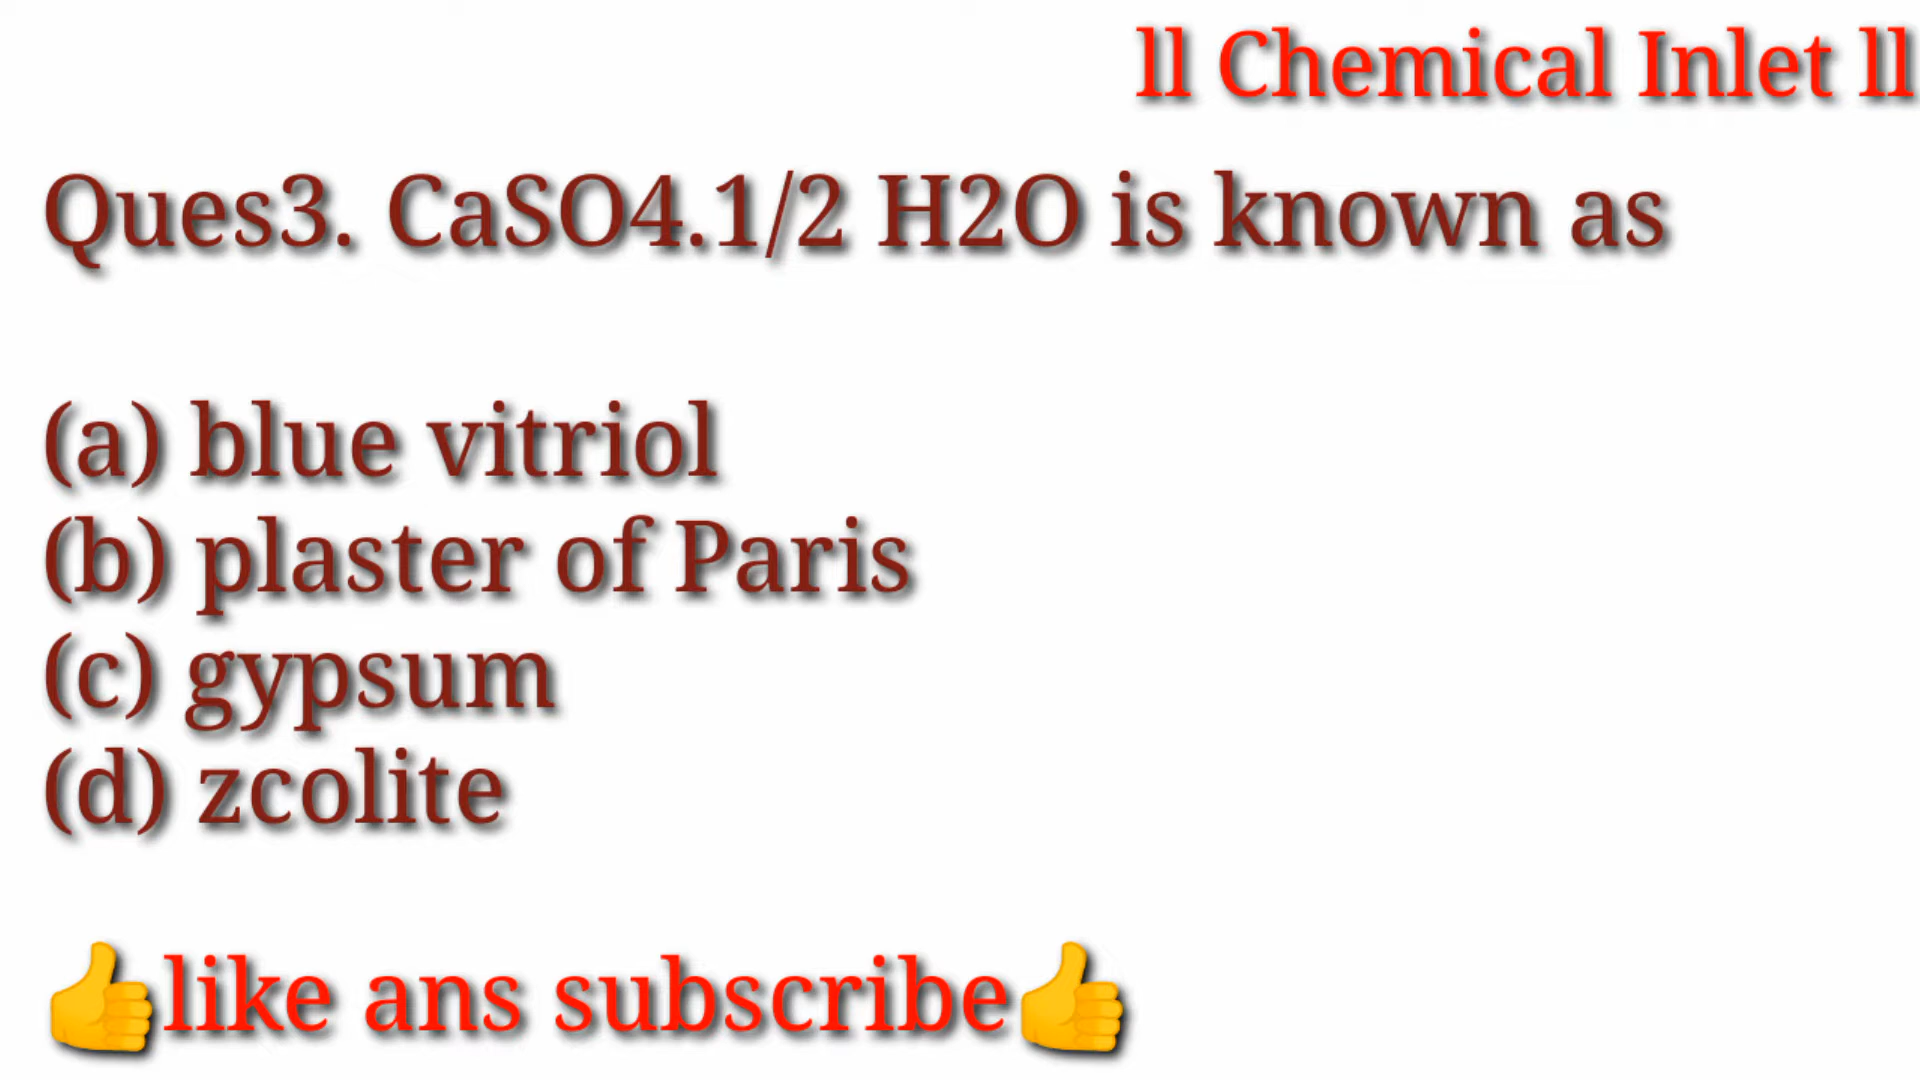 ll Chemical Inlet ll
Ques3. CaSO4.1/2 H2O is known as
(a) blue vitriol
(b) plaster of Paris
(c) gypsum
(d) zcolite
👍like ans subscribe👍